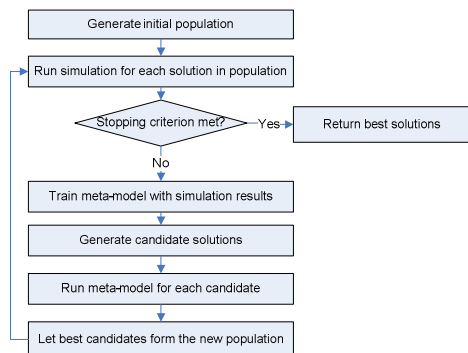 Generate initial population
Run simulation for each solution in population
Stopping criterion met?
Yes
Return best solutions
No
Train meta-model with simulation results
Generate candidate solutions
Run meta-model for each candidate
Let best candidates form the new population